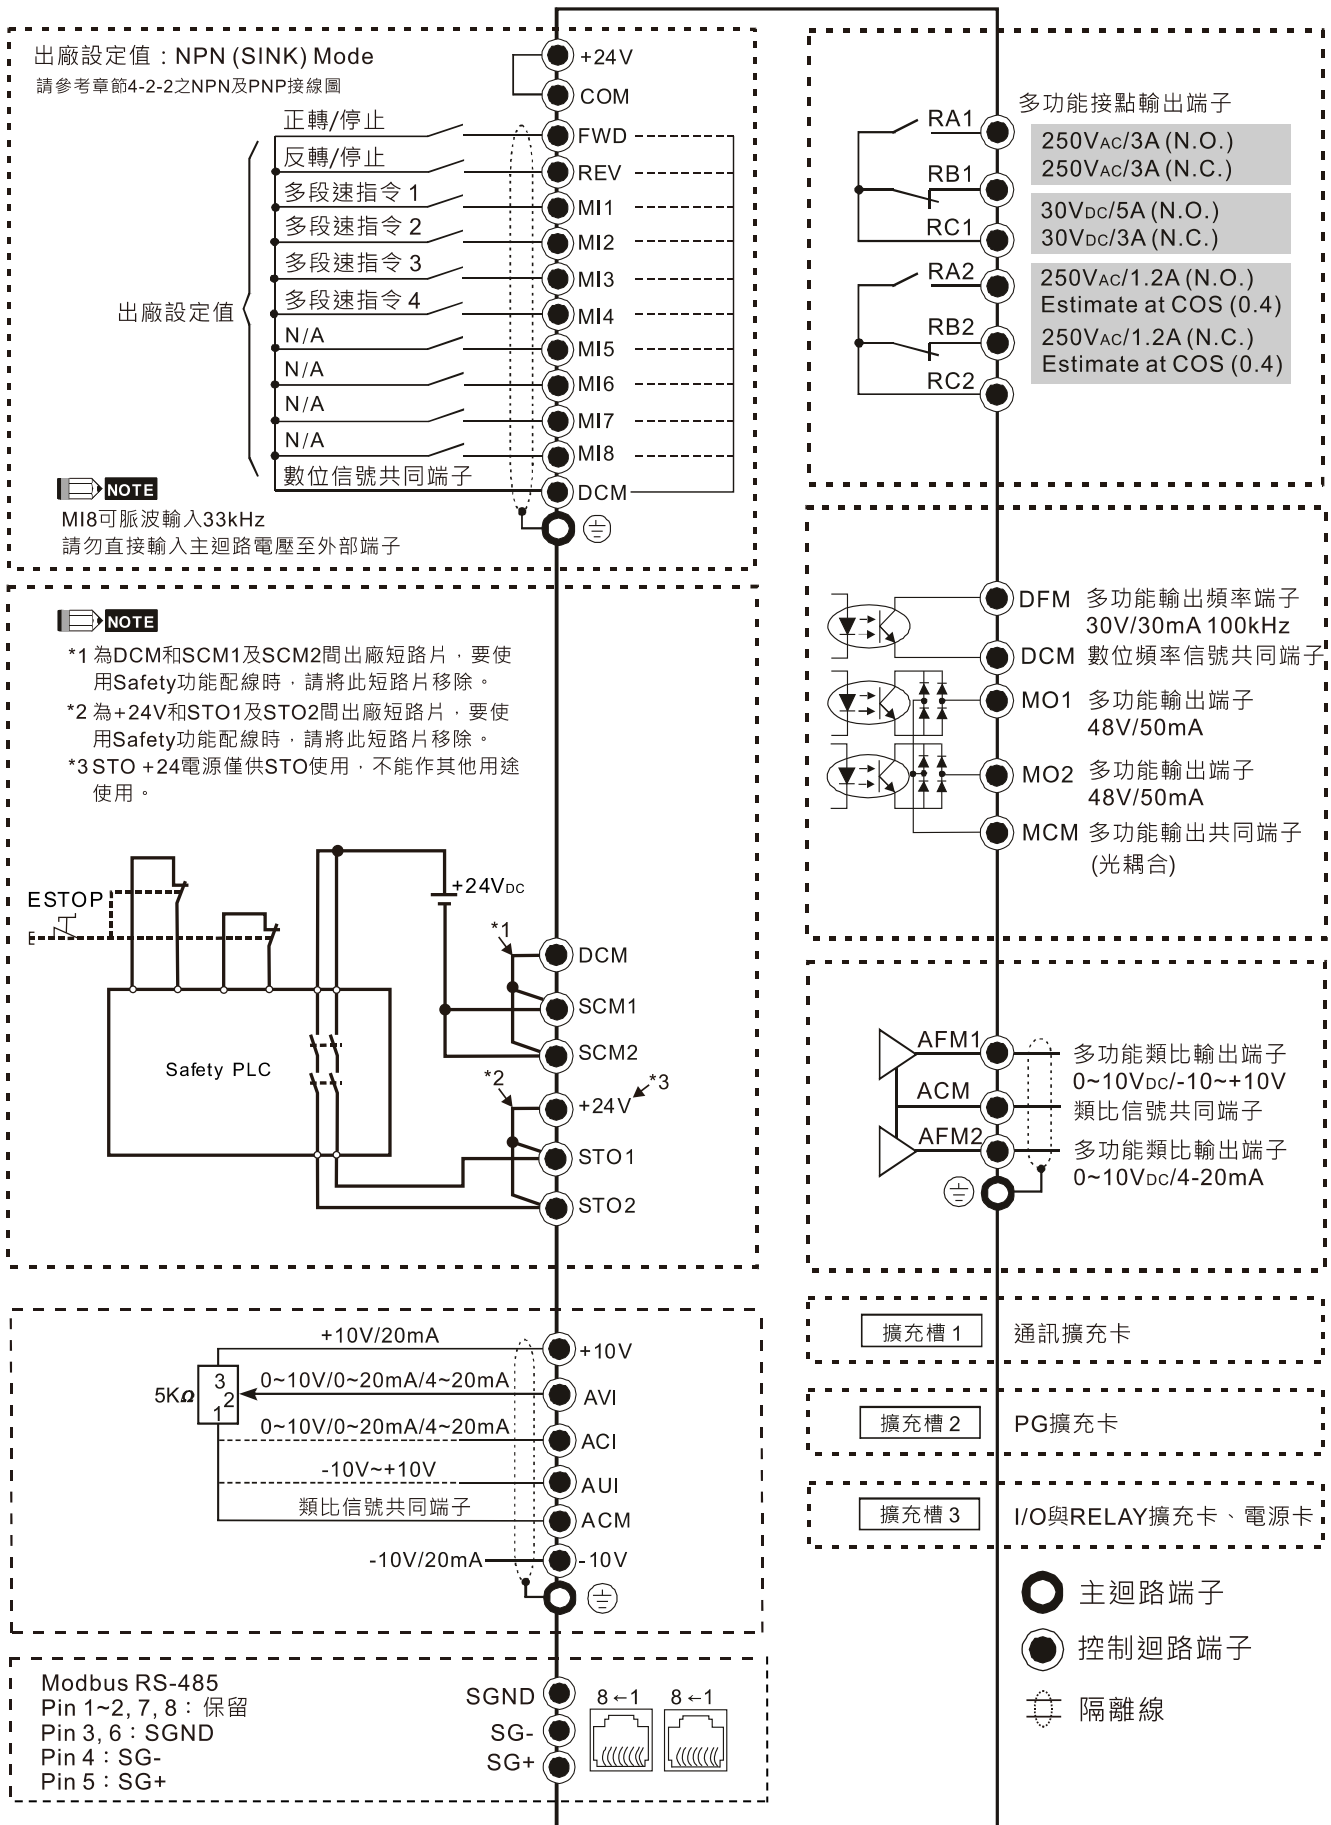 出廠設定值：NPN (SINK) Mode
請參考章節4-2-2之NPN及PNP接線圖
+24V
COM
正轉/停止
FWD
反轉/停止
REV
多段速指令 1
MI1
多段速指令 2
MI2
多段速指令 3
MI3
多段速指令 4
MI4
出廠設定值
N/A
MI5
N/A
MI6
N/A
MI7
N/A
MI8
數位信號共同端子
DCM
NOTE
MI8可脈波輸入33kHz
請勿直接輸入主迴路電壓至外部端子
NOTE
*1 為DCM和SCM1及SCM2間出廠短路片，要使
用Safety功能配線時，請將此短路片移除。
*2 為+24V和STO1及STO2間出廠短路片，要使
用Safety功能配線時，請將此短路片移除。
*3 STO +24電源僅供STO使用，不能作其他用途
使用。
ESTOP
+24VDC
*1
DCM
SCM1
SCM2
Safety PLC
*2
*3
+24V
STO1
STO2
+10V/20mA
+10V
5KΩ
3
2
1
0~10V/0~20mA/4~20mA
AVI
0~10V/0~20mA/4~20mA
ACI
-10V~+10V
AUI
類比信號共同端子
ACM
-10V/20mA
-10V
Modbus RS-485
Pin 1~2, 7, 8：保留
Pin 3, 6：SGND
Pin 4：SG-
Pin 5：SG+
SGND
SG-
SG+
8←1
8←1
RA1
多功能接點輸出端子
250VAC/3A (N.O.)
250VAC/3A (N.C.)
RB1
30VDC/5A (N.O.)
30VDC/3A (N.C.)
RC1
RA2
250VAC/1.2A (N.O.)
Estimate at COS (0.4)
RB2
250VAC/1.2A (N.C.)
Estimate at COS (0.4)
RC2
DFM
多功能輸出頻率端子
30V/30mA 100kHz
DCM
數位頻率信號共同端子
MO1
多功能輸出端子
48V/50mA
MO2
多功能輸出端子
48V/50mA
MCM
多功能輸出共同端子
(光耦合)
AFM1
多功能類比輸出端子
0~10VDC/-10~+10V
ACM
類比信號共同端子
AFM2
多功能類比輸出端子
0~10VDC/4-20mA
擴充槽 1
通訊擴充卡
擴充槽 2
PG擴充卡
擴充槽 3
I/O與RELAY擴充卡、電源卡
主迴路端子
控制迴路端子
隔離線